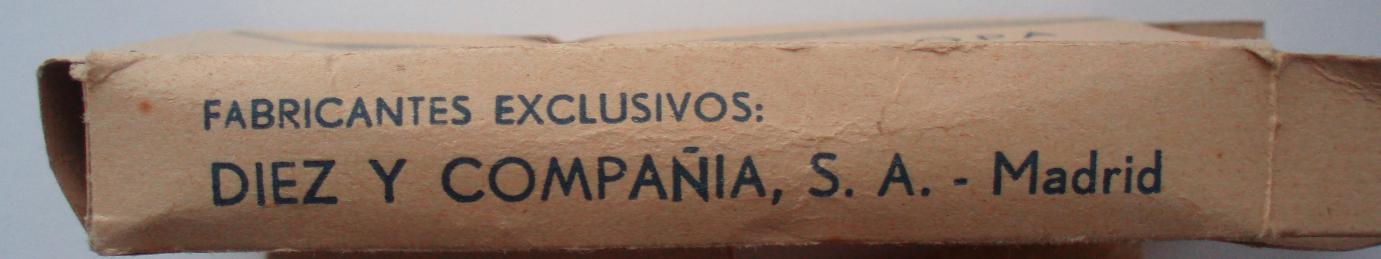 FABRICANTES EXCLUSIVOS:
DIEZ Y COMPAÑIA, S. A. - Madrid